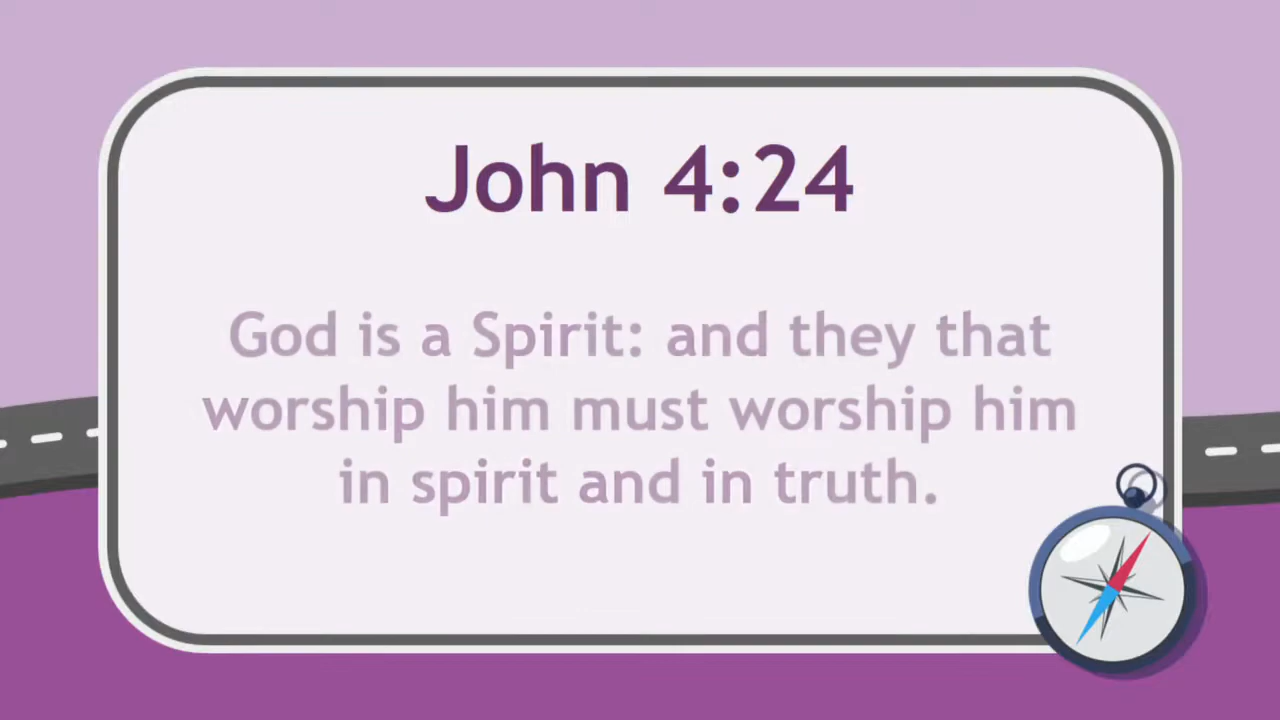 John 4:24
God is a Spirit: and they that
worship him must worship him
in spirit and in truth.